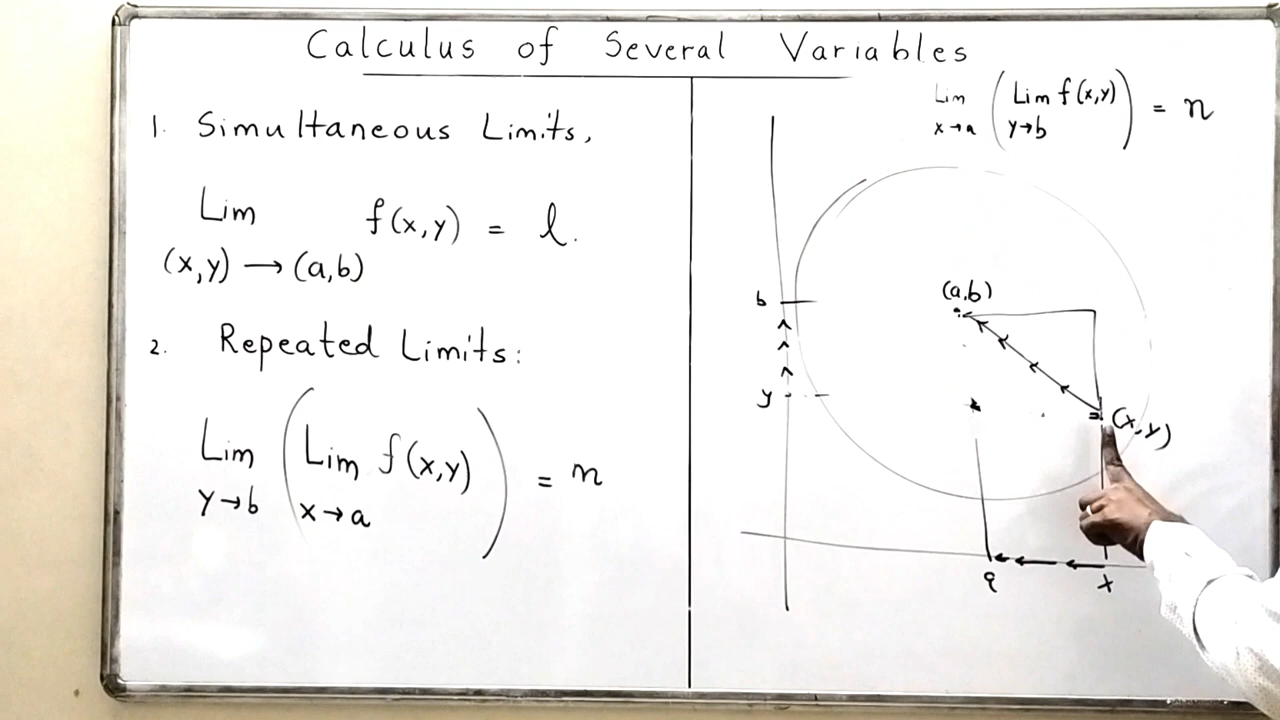 Calculus of Several Variables
1. Simultaneous Limits,
Lim f(x,y) = l.
(x,y) → (a,b)
2. Repeated Limits:
Lim ( Lim f(x,y) ) = n
y→b x→a
Lim ( Lim f(x,y) ) = n
x→a y→b
(a,b)
b
y
(x,y)
a
x